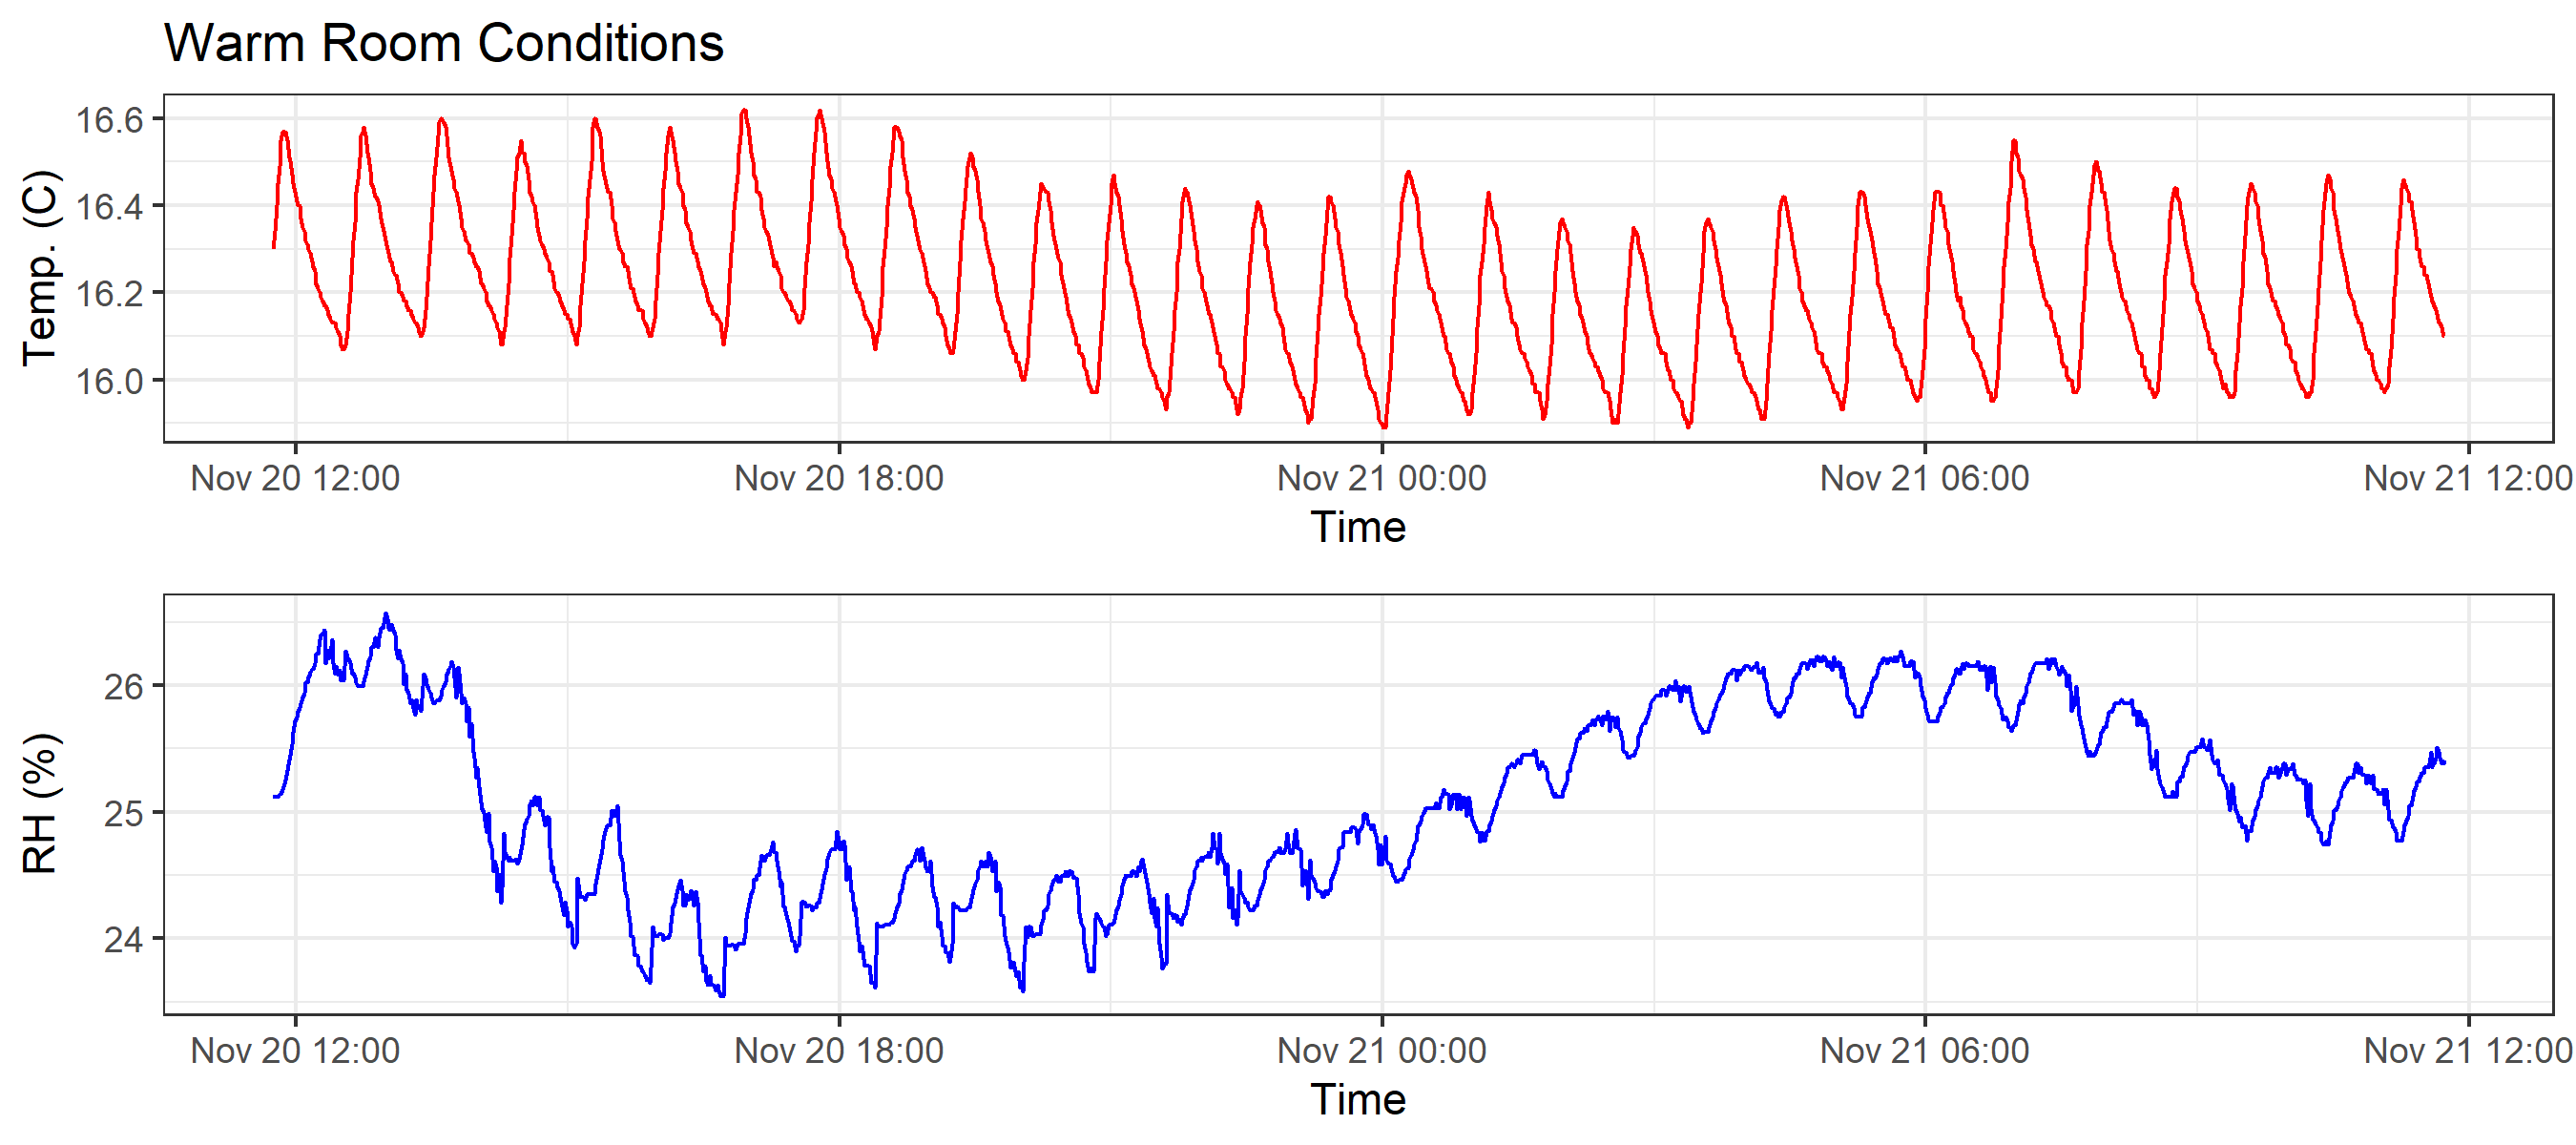 Warm Room Conditions
Temp. (C)
16.6
16.4
16.2
16.0
Nov 20 12:00 Nov 20 18:00 Nov 21 00:00 Nov 21 06:00 Nov 21 12:00
Time
RH (%)
26
25
24
Nov 20 12:00 Nov 20 18:00 Nov 21 00:00 Nov 21 06:00 Nov 21 12:00
Time